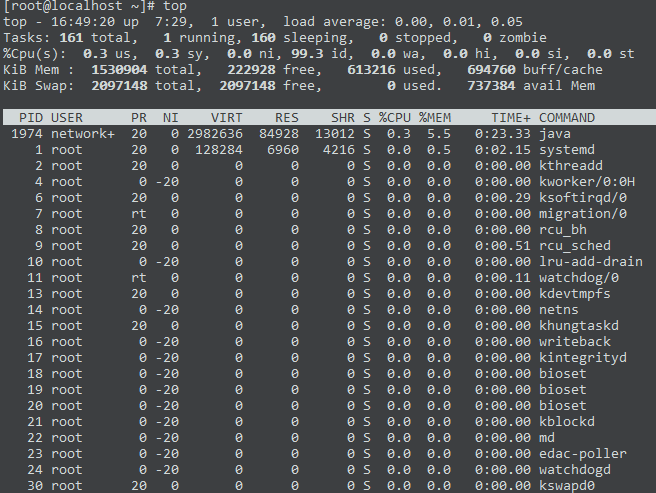 [root@localhost ~]# top
top - 16:49:20 up  7:29,  1 user,  load average: 0.00, 0.01, 0.05
Tasks: 161 total,   1 running, 160 sleeping,   0 stopped,   0 zombie
%Cpu(s):  0.3 us,  0.3 sy,  0.0 ni, 99.3 id,  0.0 wa,  0.0 hi,  0.0 si,  0.0 st
KiB Mem :  1530904 total,   222928 free,   613216 used,   694760 buff/cache
KiB Swap:  2097148 total,  2097148 free,        0 used.   737384 avail Mem
  PID USER      PR  NI    VIRT    RES    SHR S %CPU %MEM     TIME+ COMMAND
 1974 network+  20   0 2982636  84928  13012 S  0.3  5.5   0:23.33 java
    1 root      20   0  128284   6960   4216 S  0.0  0.5   0:02.15 systemd
    2 root      20   0       0      0      0 S  0.0  0.0   0:00.00 kthreadd
    4 root       0 -20       0      0      0 S  0.0  0.0   0:00.00 kworker/0:0H
    6 root      20   0       0      0      0 S  0.0  0.0   0:00.29 ksoftirqd/0
    7 root      rt   0       0      0      0 S  0.0  0.0   0:00.00 migration/0
    8 root      20   0       0      0      0 S  0.0  0.0   0:00.00 rcu_bh
    9 root      20   0       0      0      0 S  0.0  0.0   0:00.51 rcu_sched
   10 root       0 -20       0      0      0 S  0.0  0.0   0:00.00 lru-add-drain
   11 root      rt   0       0      0      0 S  0.0  0.0   0:00.11 watchdog/0
   13 root      20   0       0      0      0 S  0.0  0.0   0:00.00 kdevtmpfs
   14 root       0 -20       0      0      0 S  0.0  0.0   0:00.00 netns
   15 root      20   0       0      0      0 S  0.0  0.0   0:00.00 khungtaskd
   16 root       0 -20       0      0      0 S  0.0  0.0   0:00.00 writeback
   17 root       0 -20       0      0      0 S  0.0  0.0   0:00.00 kintegrityd
   18 root       0 -20       0      0      0 S  0.0  0.0   0:00.00 bioset
   19 root       0 -20       0      0      0 S  0.0  0.0   0:00.00 bioset
   20 root       0 -20       0      0      0 S  0.0  0.0   0:00.00 bioset
   21 root       0 -20       0      0      0 S  0.0  0.0   0:00.00 kblockd
   22 root       0 -20       0      0      0 S  0.0  0.0   0:00.00 md
   23 root       0 -20       0      0      0 S  0.0  0.0   0:00.00 edac-poller
   24 root       0 -20       0      0      0 S  0.0  0.0   0:00.00 watchdogd
   30 root      20   0       0      0      0 S  0.0  0.0   0:00.00 kswapd0